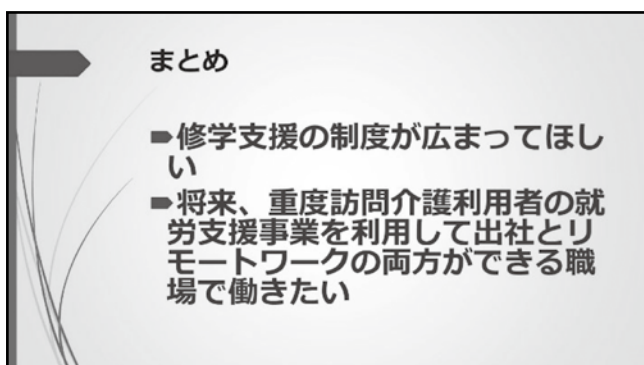 まとめ
修学支援の制度が広まってほし
い
将来、重度訪問介護利用者の就
労支援事業を利用して出社とリ
モートワークの両方ができる職
場で働きたい